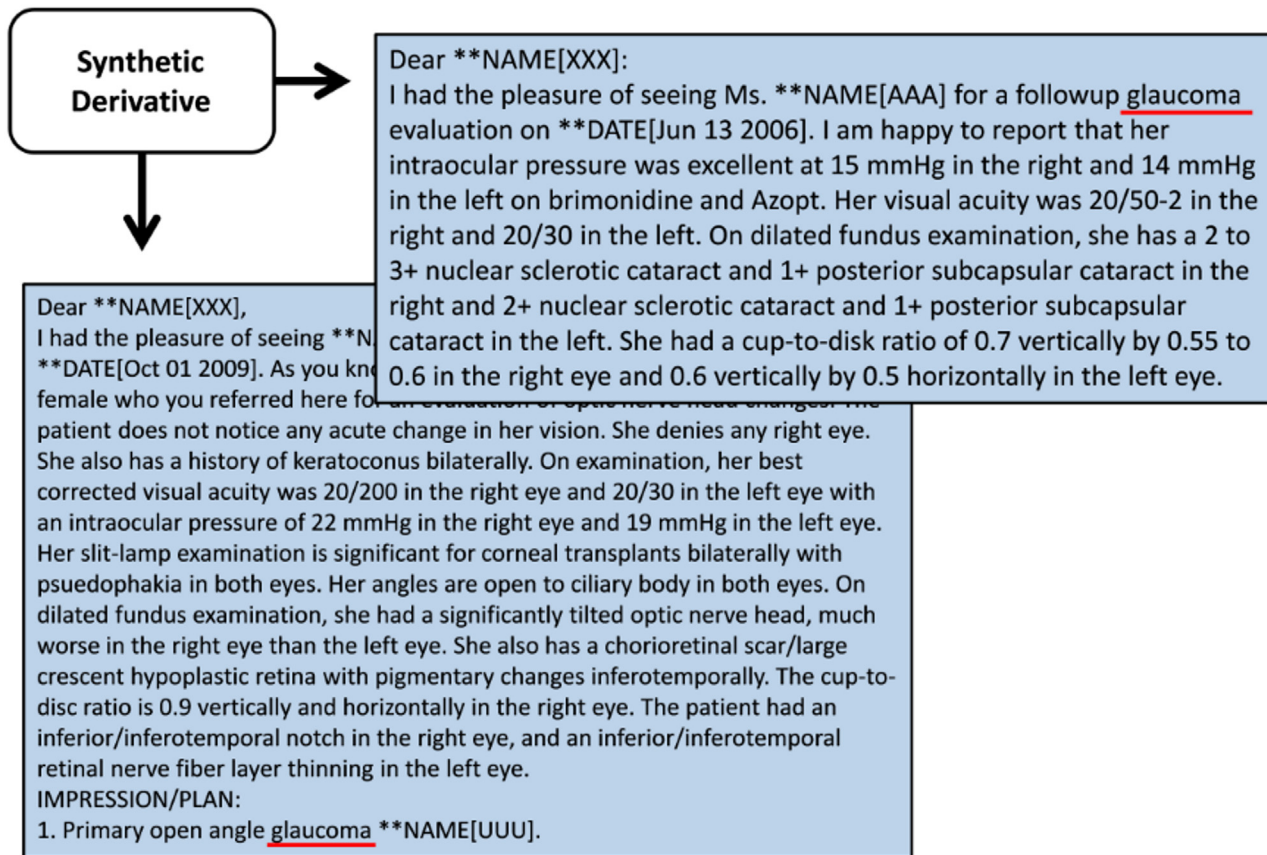 Synthetic
Derivative
Dear **NAME[XXX]:
I had the pleasure of seeing Ms. **NAME[AAA] for a followup glaucoma
evaluation on **DATE[Jun 13 2006]. I am happy to report that her
intraocular pressure was excellent at 15 mmHg in the right and 14 mmHg
in the left on brimonidine and Azopt. Her visual acuity was 20/50-2 in the
right and 20/30 in the left. On dilated fundus examination, she has a 2 to
3+ nuclear sclerotic cataract and 1+ posterior subcapsular cataract in the
right and 2+ nuclear sclerotic cataract and 1+ posterior subcapsular
cataract in the left. She had a cup-to-disk ratio of 0.7 vertically by 0.55 to
0.6 in the right eye and 0.6 vertically by 0.5 horizontally in the left eye.
Dear **NAME[XXX],
I had the pleasure of seeing **N
**DATE[Oct 01 2009]. As you kn
female who you referred here for an evaluation of optic nerve head changes. The
patient does not notice any acute change in her vision. She denies any right eye.
She also has a history of keratoconus bilaterally. On examination, her best
corrected visual acuity was 20/200 in the right eye and 20/30 in the left eye with
an intraocular pressure of 22 mmHg in the right eye and 19 mmHg in the left eye.
Her slit-lamp examination is significant for corneal transplants bilaterally with
psuedophakia in both eyes. Her angles are open to ciliary body in both eyes. On
dilated fundus examination, she had a significantly tilted optic nerve head, much
worse in the right eye than the left eye. She also has a chorioretinal scar/large
crescent hypoplastic retina with pigmentary changes inferotemporally. The cup-to-
disc ratio is 0.9 vertically and horizontally in the right eye. The patient had an
inferior/inferotemporal notch in the right eye, and an inferior/inferotemporal
retinal nerve fiber layer thinning in the left eye.
IMPRESSION/PLAN:
1. Primary open angle glaucoma **NAME[UUU].